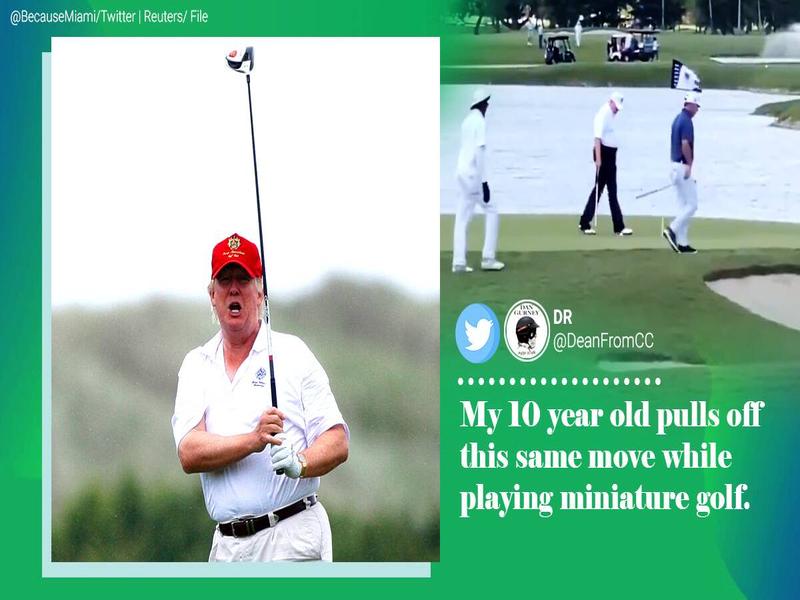 @BecauseMiami/Twitter | Reuters/ File
DAN
GURNEY
DR
@DeanFromCC
My 10 year old pulls off
this same move while
playing miniature golf.